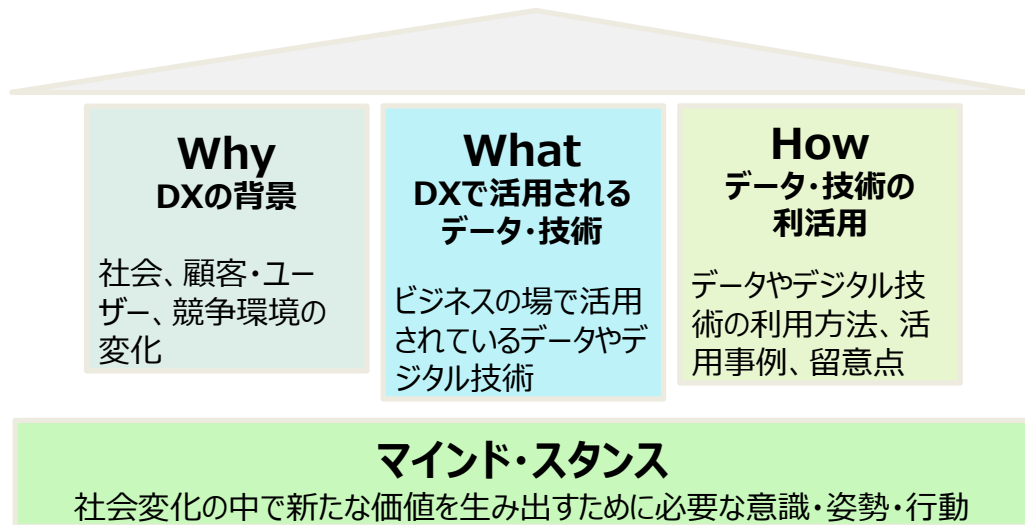 Why
DXの背景
社会、顧客・ユー
ザー、競争環境の
変化
What
DXで活用される
データ・技術
ビジネスの場で活用
されているデータやデ
ジタル技術
How
データ・技術の
利活用
データやデジタル技
術の利用方法、活
用事例、留意点
マインド・スタンス
社会変化の中で新たな価値を生み出すために必要な意識・姿勢・行動